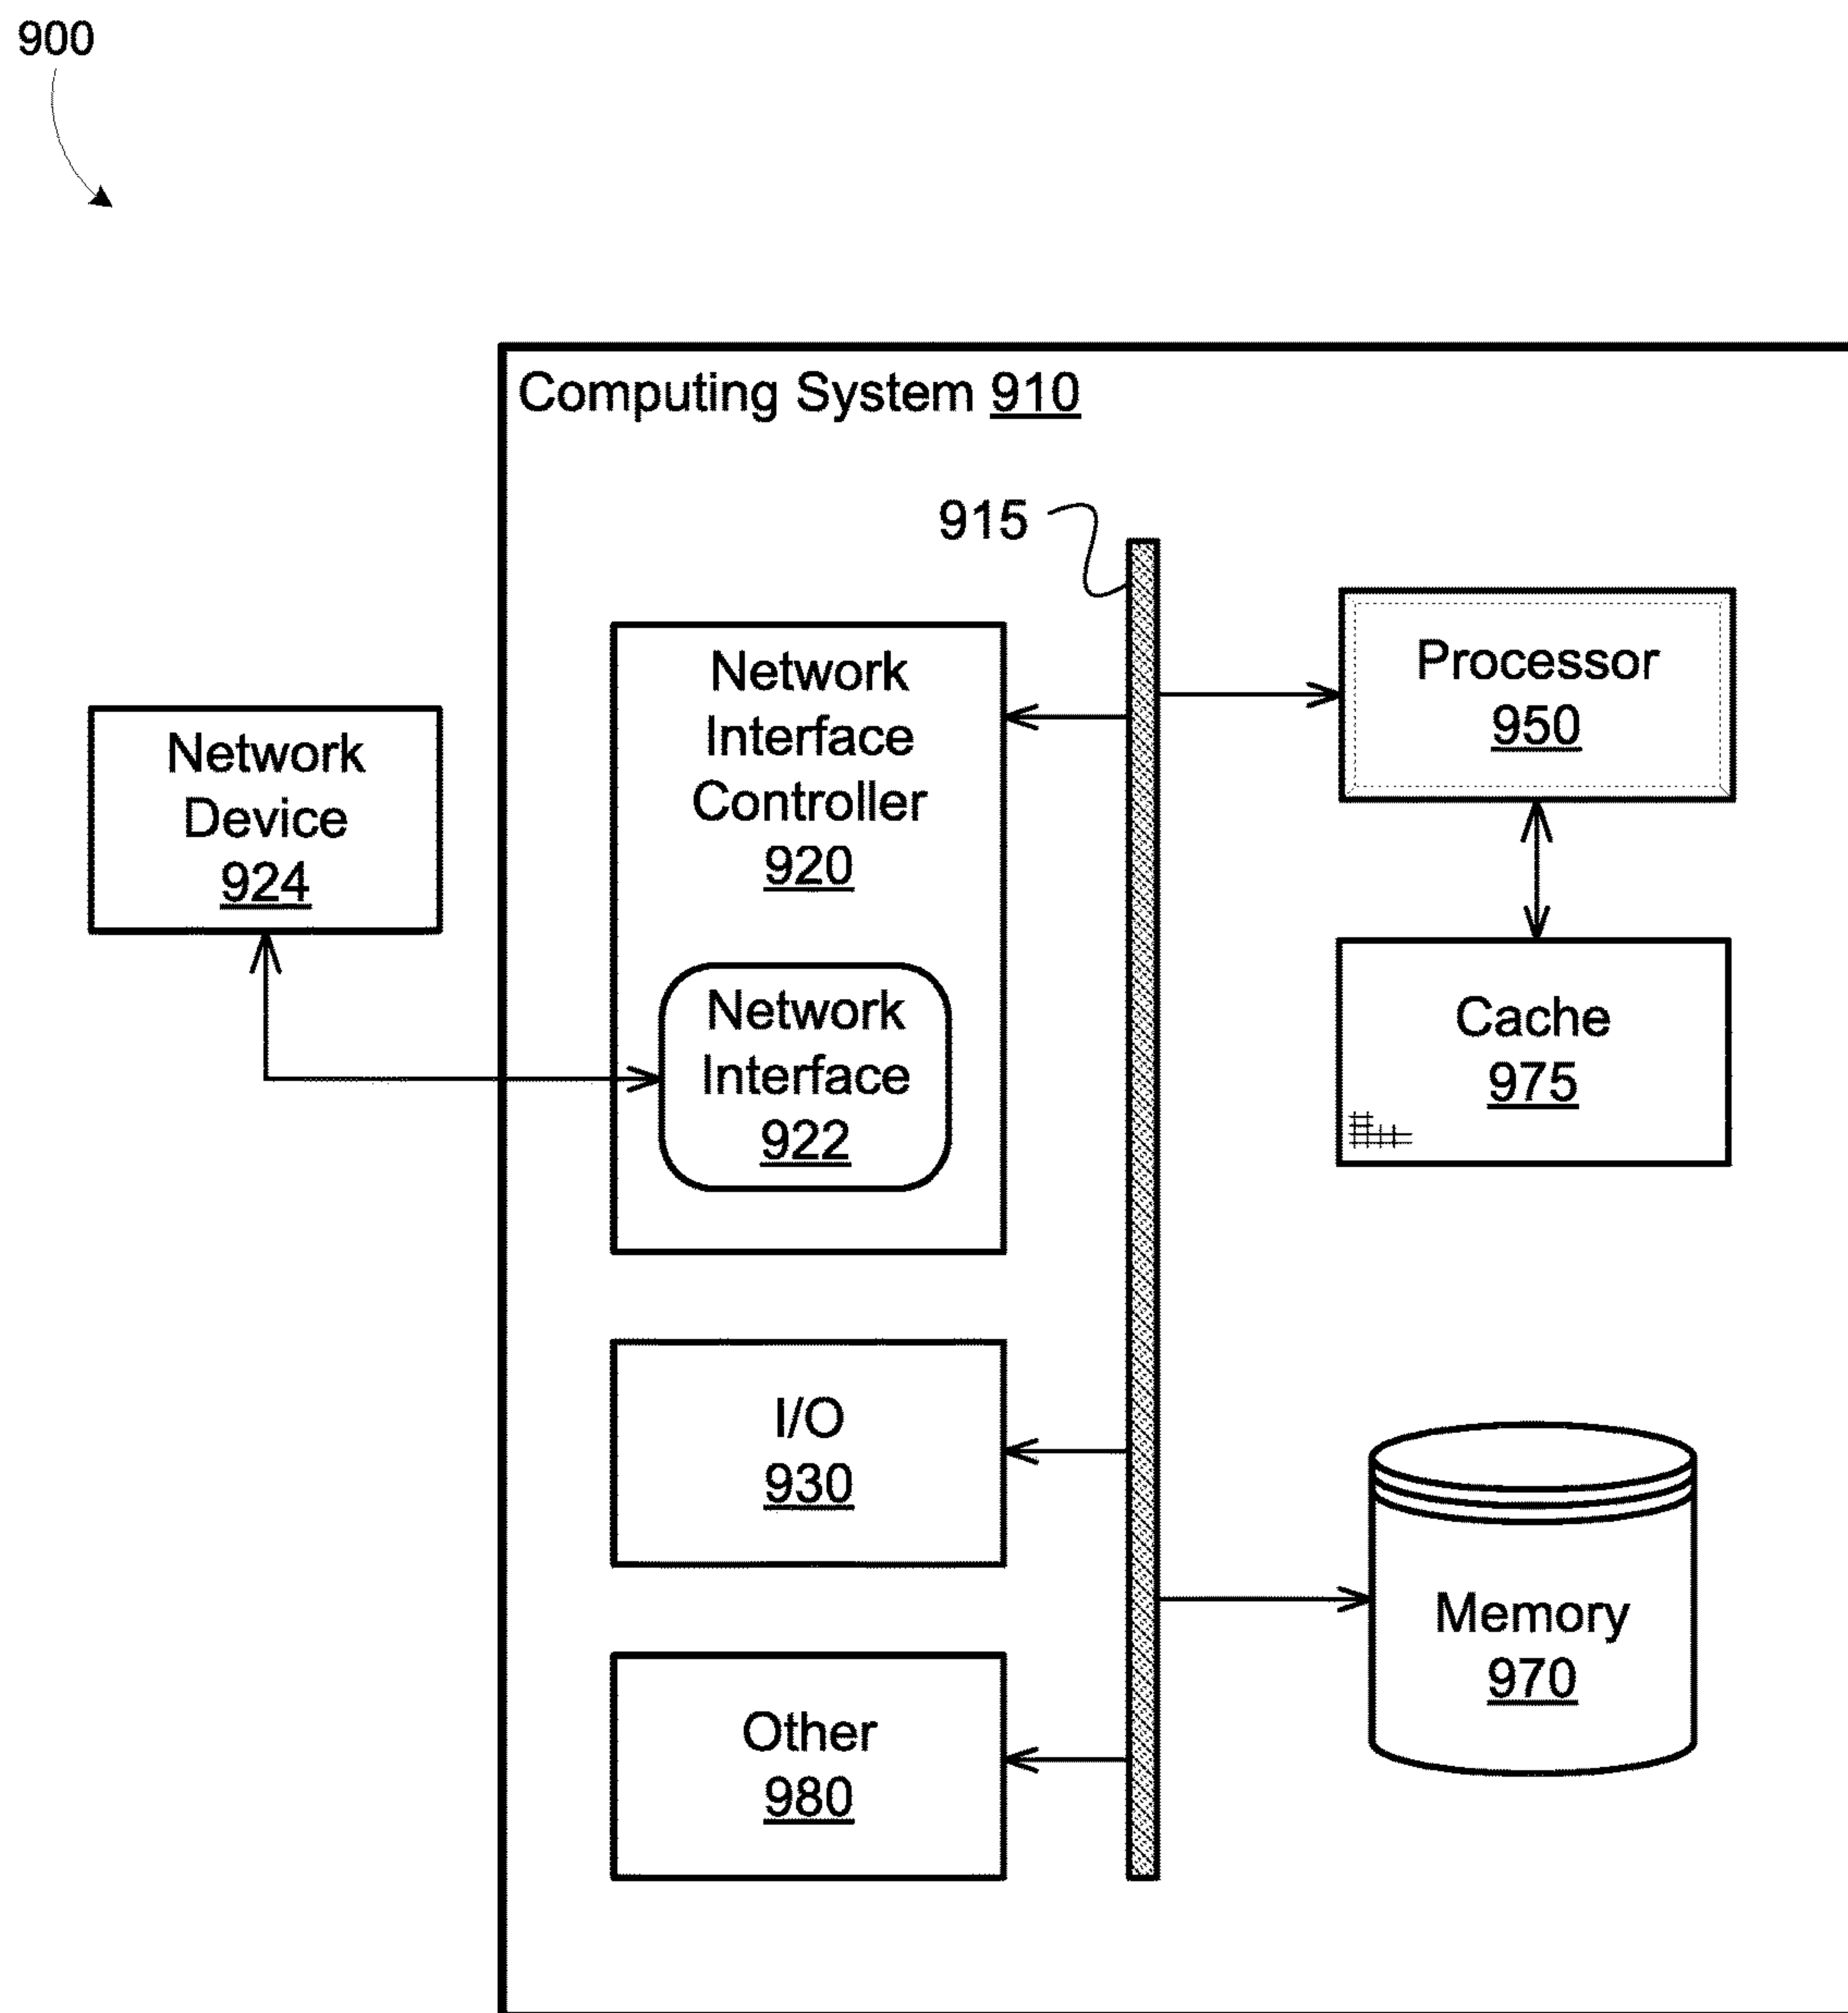 900
Computing System 910
915
Network
Interface
Controller
920
Processor
950
Network
Device
924
Network
Interface
922
Cache
975
I/O
930
Memory
970
Other
980